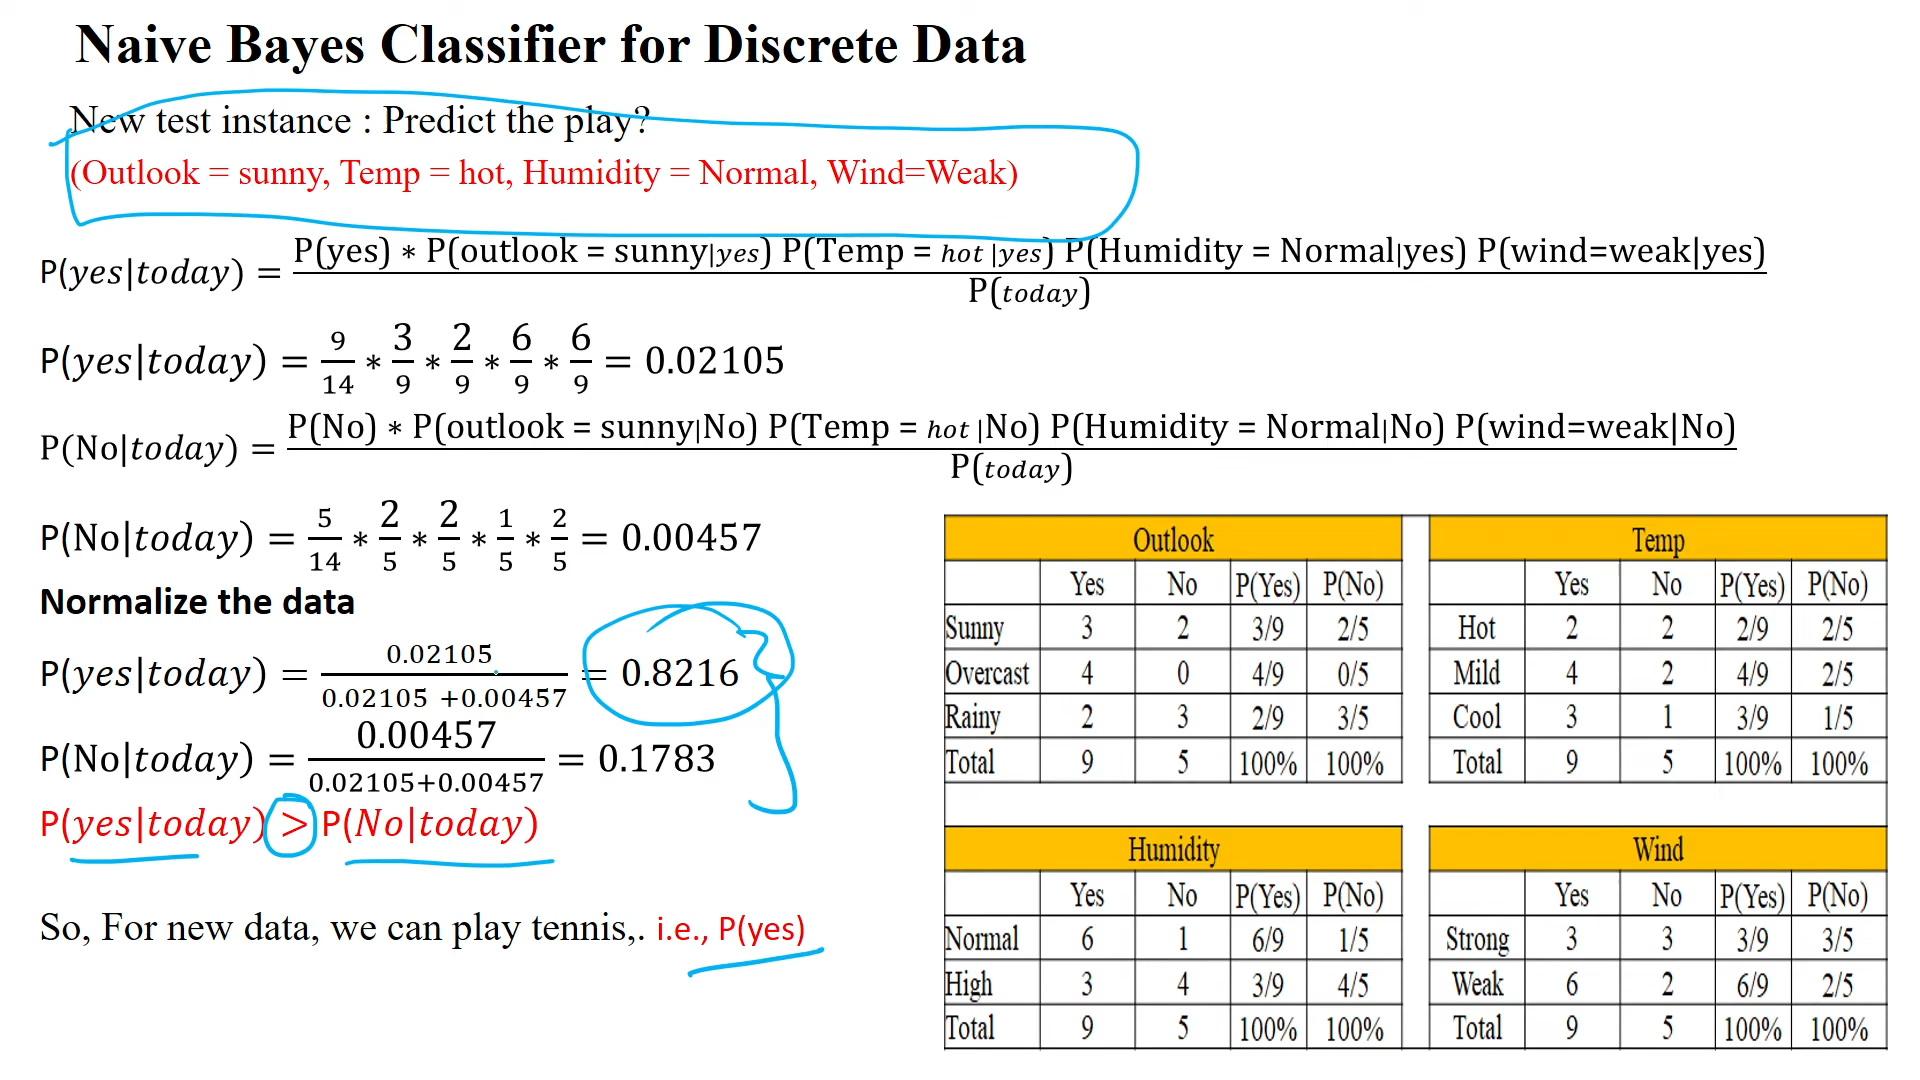 Naive Bayes Classifier for Discrete Data
New test instance : Predict the play?
(Outlook = sunny, Temp = hot, Humidity = Normal, Wind=Weak)
P(yes|today) = P(yes) ∗ P(outlook = sunny|yes) P(Temp = hot |yes) P(Humidity = Normal|yes) P(wind=weak|yes) / P(today)
P(yes|today) = 9/14 ∗ 3/9 ∗ 2/9 ∗ 6/9 ∗ 6/9 = 0.02105
P(No|today) = P(No) ∗ P(outlook = sunny|No) P(Temp = hot |No) P(Humidity = Normal|No) P(wind=weak|No) / P(today)
P(No|today) = 5/14 ∗ 2/5 ∗ 2/5 ∗ 1/5 ∗ 2/5 = 0.00457
Normalize the data
P(yes|today) = 0.02105 / 0.02105 +0.00457 = 0.8216
P(No|today) = 0.00457 / 0.02105+0.00457 = 0.1783
P(yes|today) > P(No|today)
So, For new data, we can play tennis,. i.e., P(yes)
Outlook
Yes No P(Yes) P(No)
Sunny 3 2 3/9 2/5
Overcast 4 0 4/9 0/5
Rainy 2 3 2/9 3/5
Total 9 5 100% 100%
Temp
Yes No P(Yes) P(No)
Hot 2 2 2/9 2/5
Mild 4 2 4/9 2/5
Cool 3 1 3/9 1/5
Total 9 5 100% 100%
Humidity
Yes No P(Yes) P(No)
Normal 6 1 6/9 1/5
High 3 4 3/9 4/5
Total 9 5 100% 100%
Wind
Yes No P(Yes) P(No)
Strong 3 3 3/9 3/5
Weak 6 2 6/9 2/5
Total 9 5 100% 100%